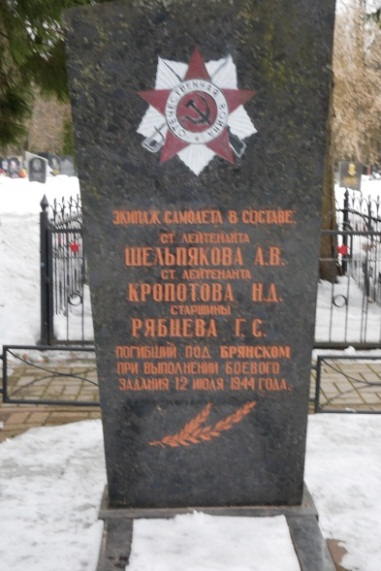 ОТЕЧЕСТВЕННАЯ ВОЙНА
ЭКИПАЖ САМОЛЕТА В СОСТАВЕ
СТ. ЛЕЙТЕНАНТА
ШЕЛЬПЯКОВА А.В.
СТ. ЛЕЙТЕНАНТА
КРОПОТОВА Н.Д.
СТАРШИНЫ
РЯБЦЕВА Г.С.
ПОГИБШИЙ ПОД БРЯНСКОМ
ПРИ ВЫПОЛНЕНИИ БОЕВОГО
ЗАДАНИЯ 12 ИЮЛЯ 1944 ГОДА.